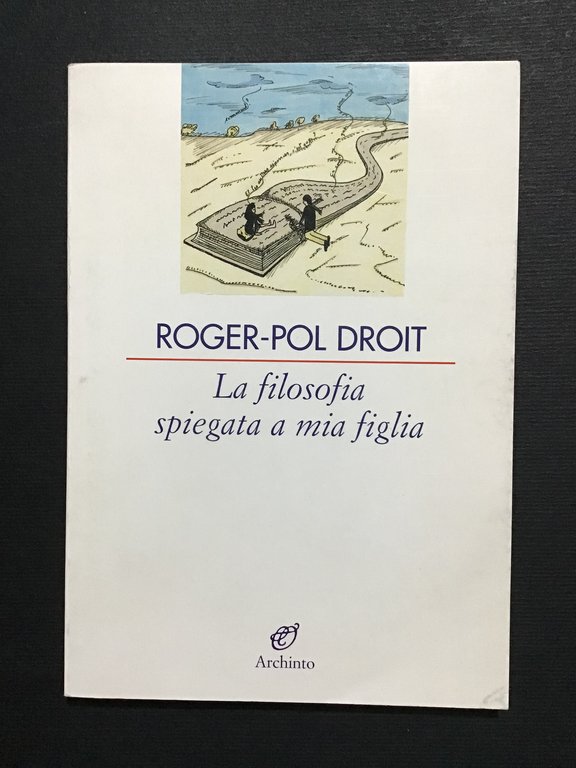 ROGER-POL DROIT
La filosofia
spiegata a mia figlia
Archinto